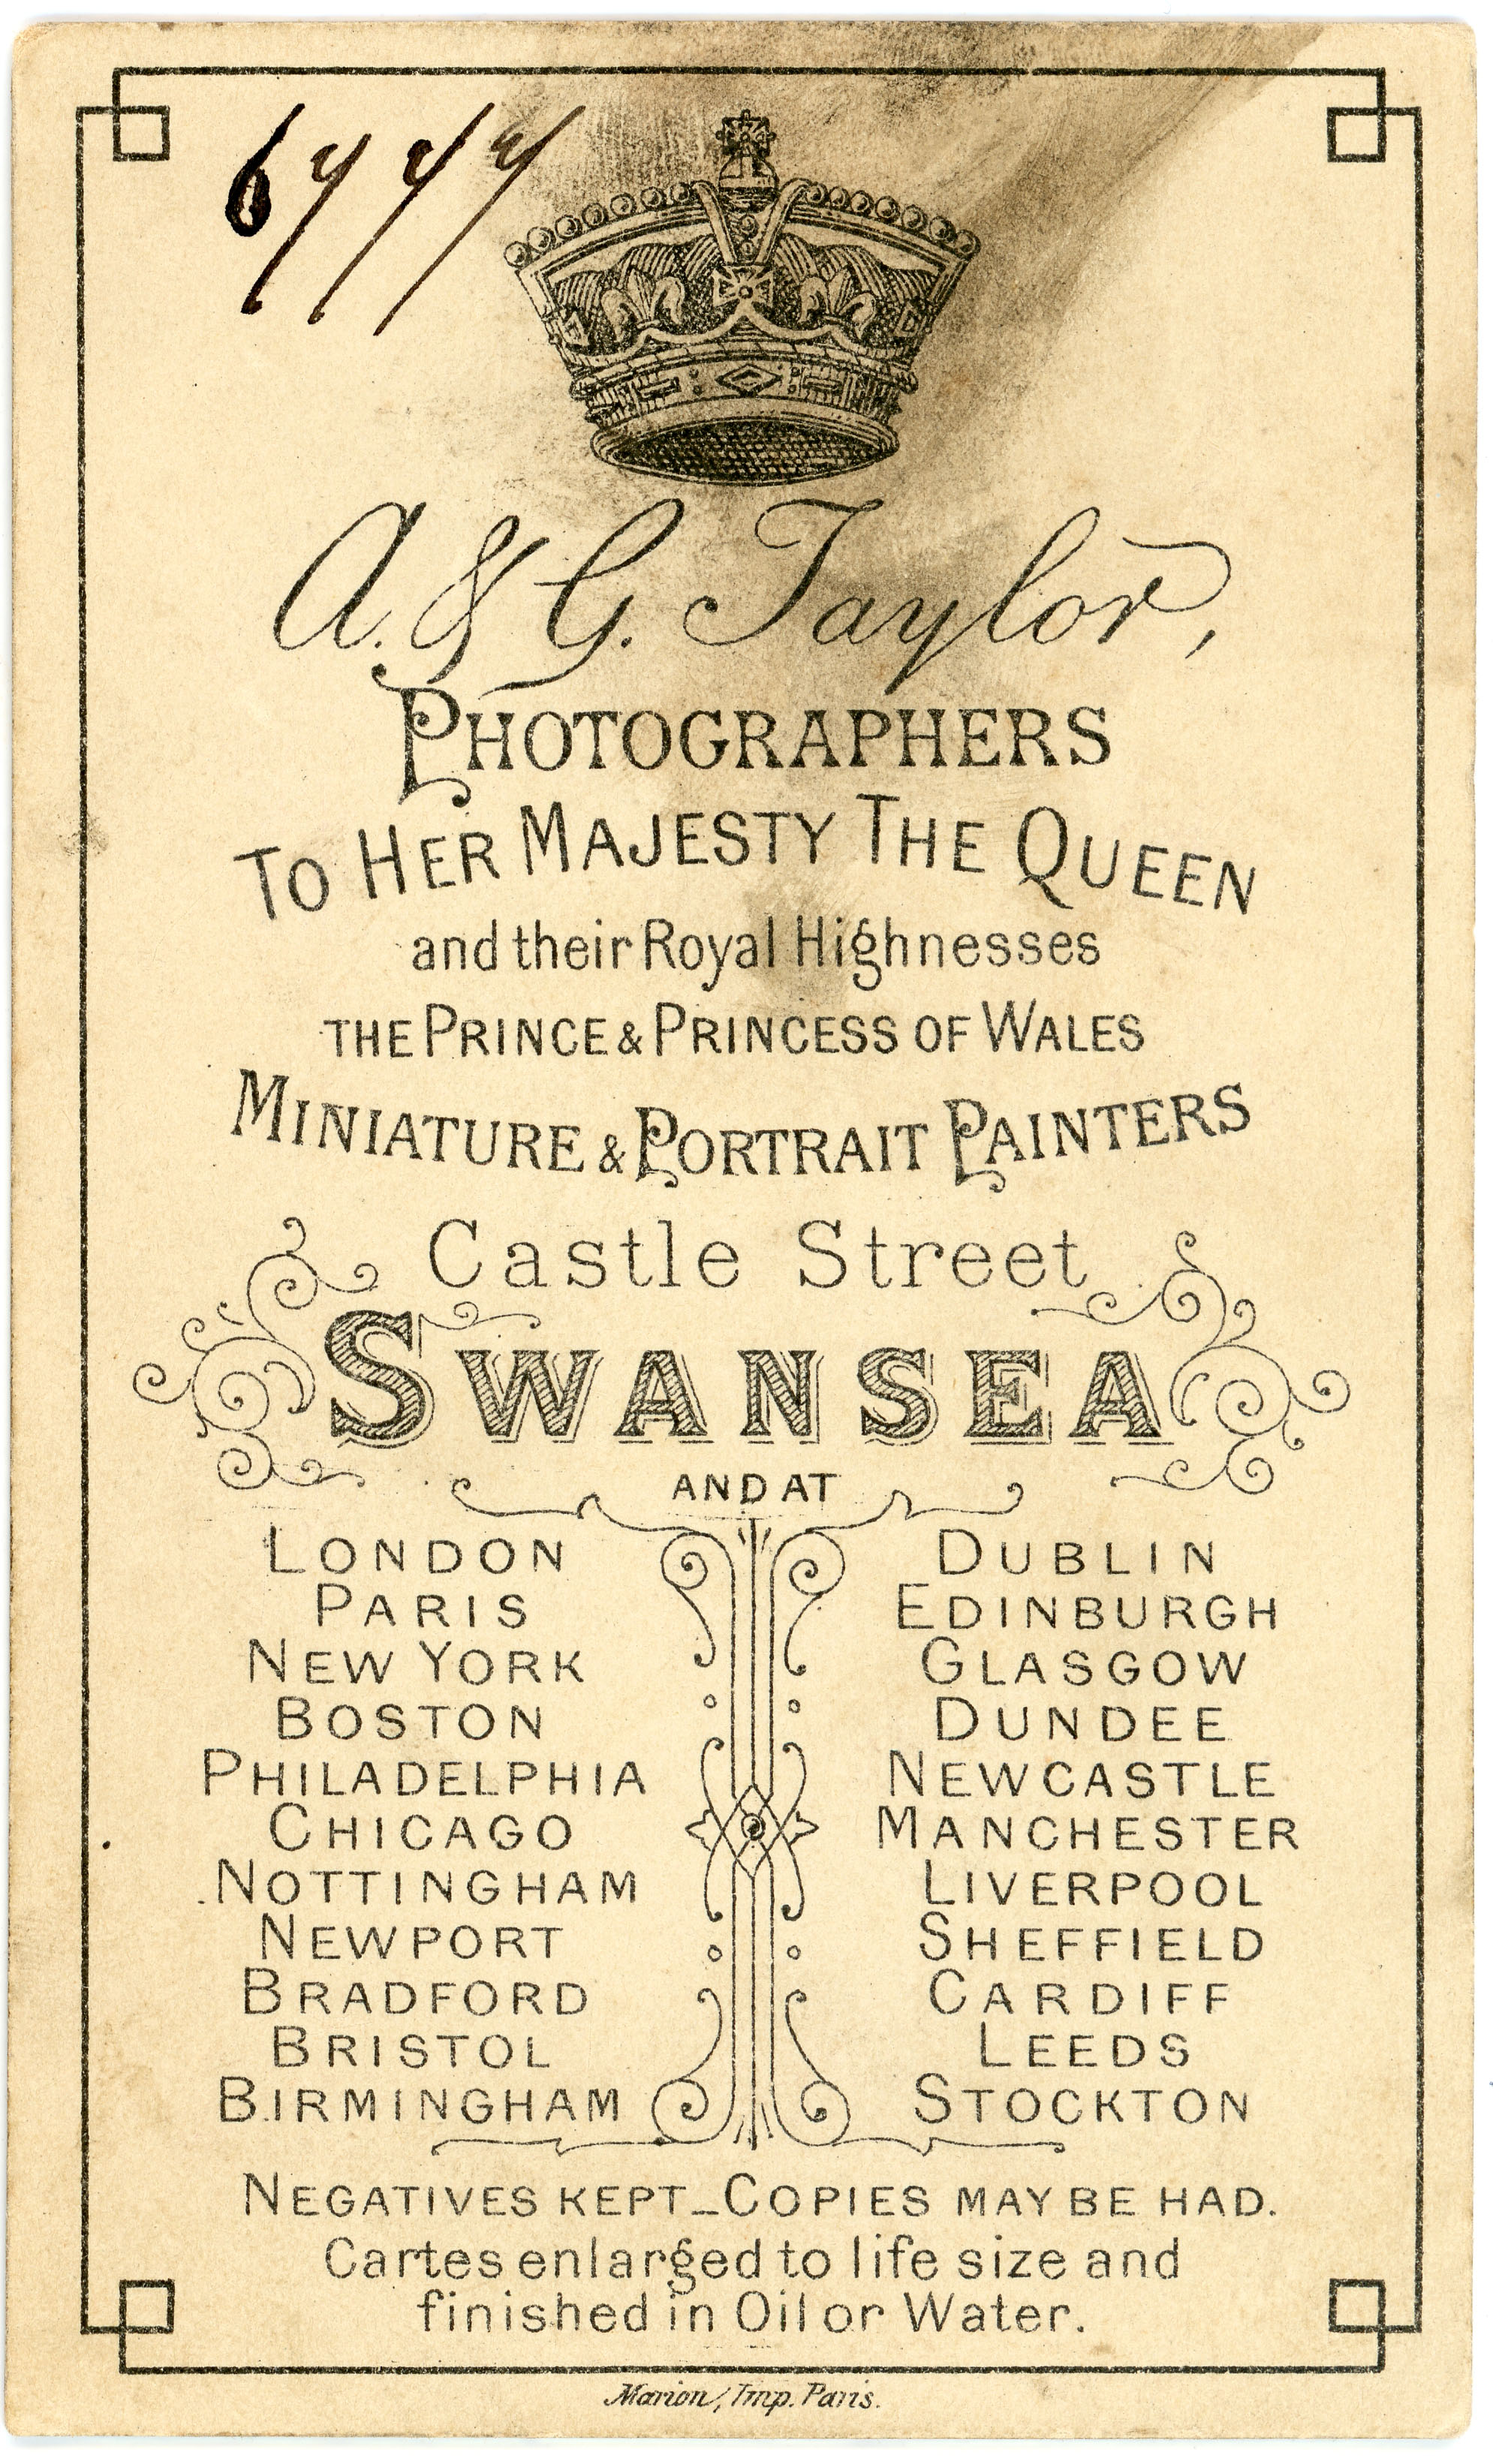 6444
A. & G. Taylor,
PHOTOGRAPHERS
TO HER MAJESTY THE QUEEN
and their Royal Highnesses
THE PRINCE & PRINCESS OF WALES
MINIATURE & PORTRAIT PAINTERS
Castle Street
SWANSEA
AND AT
LONDON
PARIS
NEW YORK
BOSTON
PHILADELPHIA
CHICAGO
NOTTINGHAM
NEWPORT
BRADFORD
BRISTOL
BIRMINGHAM
DUBLIN
EDINBURGH
GLASGOW
DUNDEE
NEWCASTLE
MANCHESTER
LIVERPOOL
SHEFFIELD
CARDIFF
LEEDS
STOCKTON
NEGATIVES KEPT_COPIES MAY BE HAD.
Cartes enlarged to life size and
finished in Oil or Water.
Marion, Imp. Paris.